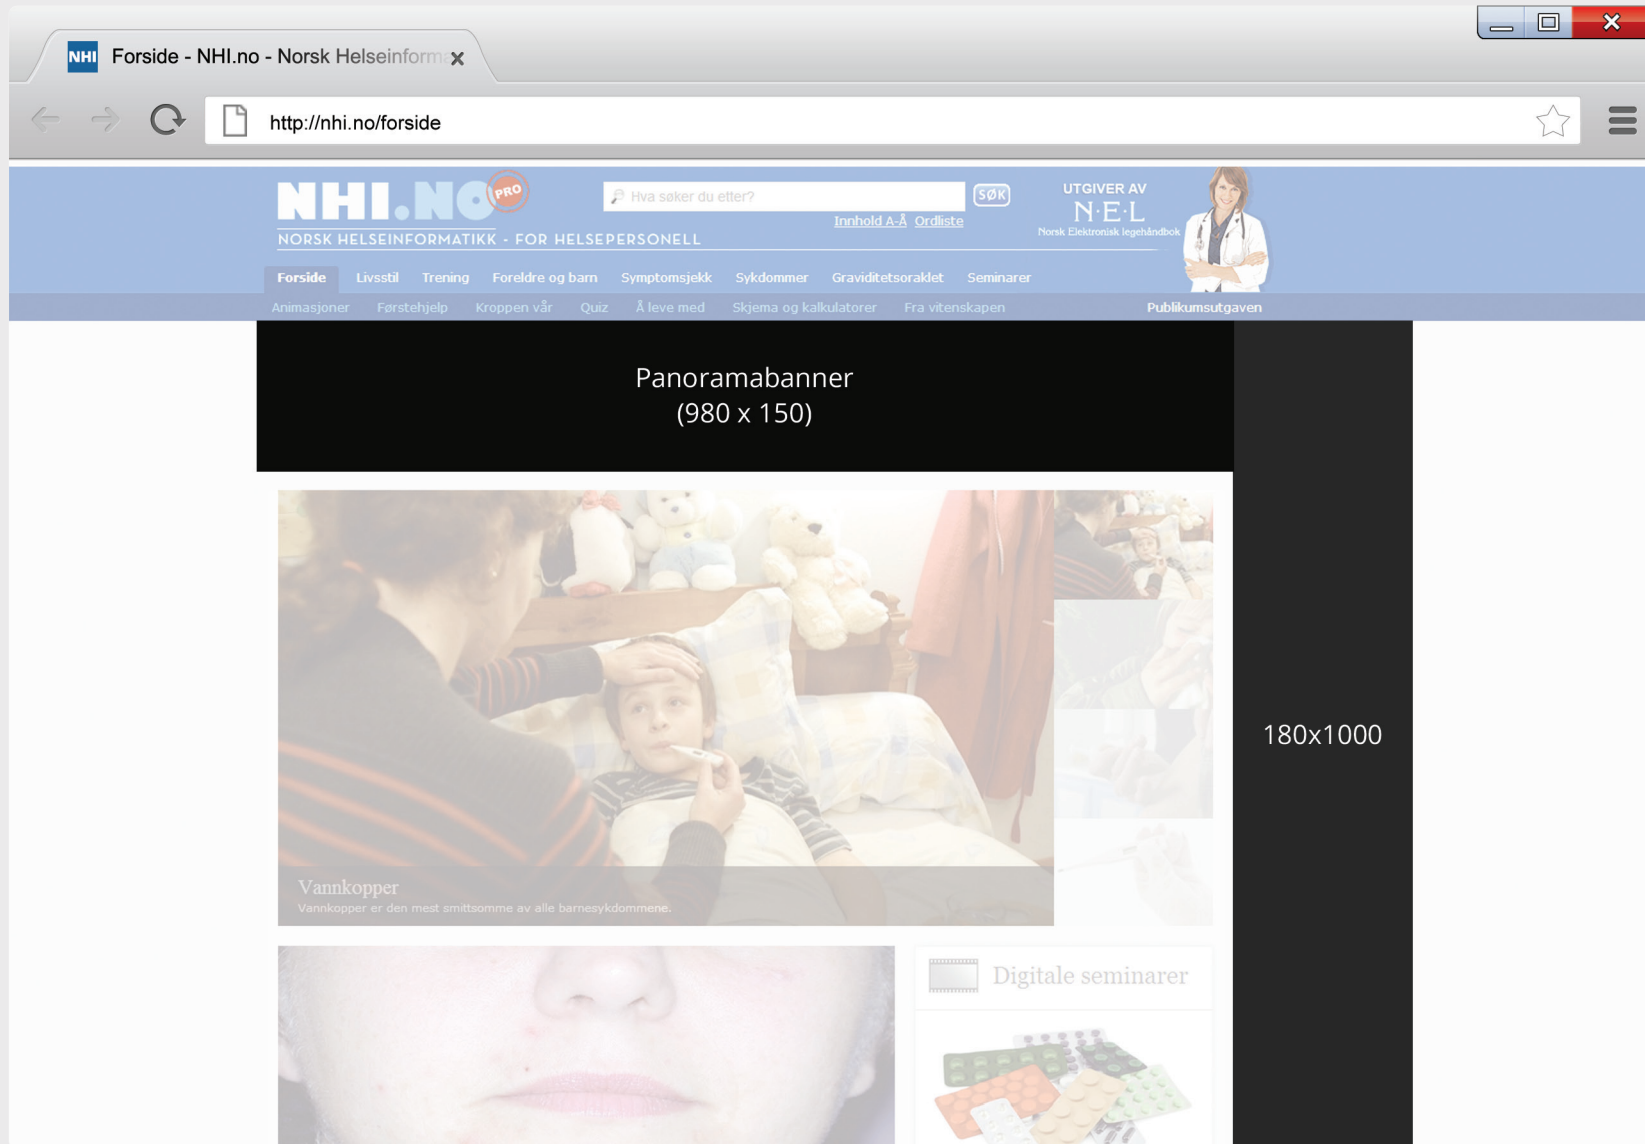 NHI Forside - NHI.no - Norsk Helseinforma
http://nhi.no/forside
NHI.NO PRO
Hva søker du etter?
SØK
Innhold A-Å Ordliste
NORSK HELSEINFORMATIKK - FOR HELSEPERSONELL
UTGIVER AV
N·E·L
Norsk Elektronisk legehåndbok
Forside Livsstil Trening Foreldre og barn Symptomsjekk Sykdommer Graviditetsoraklet Seminarer
Animasjoner Førstehjelp Kroppen vår Quiz Å leve med Skjema og kalkulatorer Fra vitenskapen Publikumsutgaven
Panoramabanner
(980 x 150)
180x1000
Vannkopper
Vannkopper er den mest smittsomme av alle barnesykdommene.
Digitale seminarer